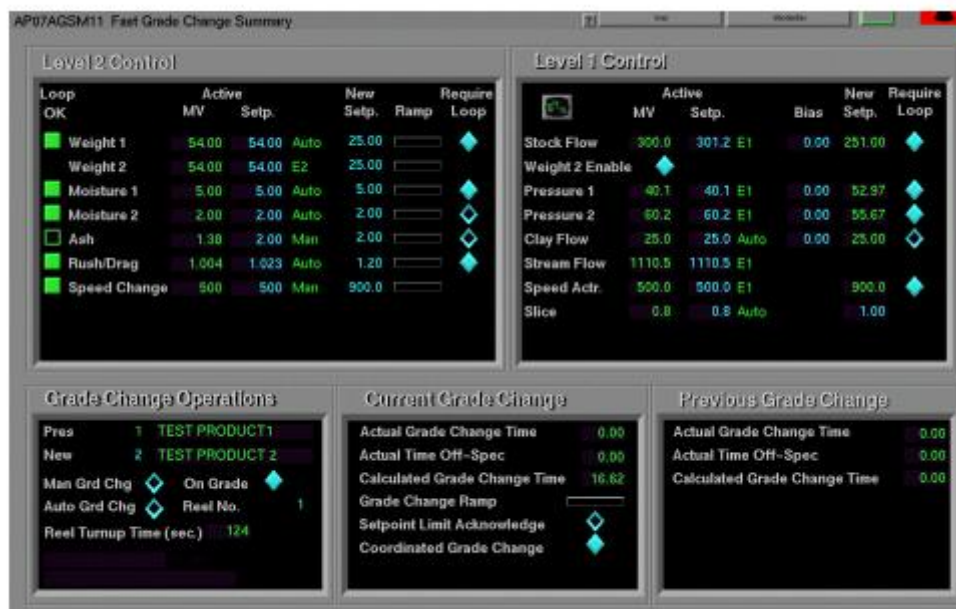 AP07AGSM11 Fast Grade Change Summary
Level 2 Control
Loop Active New Require
OK MV Setp. Setp. Ramp Loop
Weight 1 54.00 54.00 Auto 25.00
Weight 2 54.00 54.00 E2 25.00
Moisture 1 5.00 5.00 Auto 5.00
Moisture 2 2.00 2.00 Auto 2.00
Ash 1.38 2.00 Man 2.00
Rush/Drag 1.004 1.023 Auto 1.20
Speed Change 500 500 Man 900.0
Level 1 Control
Active New Require
MV Setp. Bias Setp. Loop
Stock Flow 300.0 301.2 E1 0.00 251.00
Weight 2 Enable
Pressure 1 40.1 40.1 E1 0.00 52.97
Pressure 2 60.2 60.2 E1 0.00 55.67
Clay Flow 25.0 25.0 Auto 0.00 25.00
Stream Flow 1110.5 1110.5 E1
Speed Actr. 500.0 500.0 E1 900.0
Slice 0.8 0.8 Auto 1.00
Grade Change Operations
Pres 1 TEST PRODUCT1
New 2 TEST PRODUCT 2
Man Grd Chg On Grade
Auto Grd Chg Reel No. 1
Reel Turnup Time (sec.) 124
Current Grade Change
Actual Grade Change Time 0.00
Actual Time Off-Spec 0.00
Calculated Grade Change Time 16.62
Grade Change Ramp
Setpoint Limit Acknowledge
Coordinated Grade Change
Previous Grade Change
Actual Grade Change Time 0.00
Actual Time Off-Spec 0.00
Calculated Grade Change Time 0.00